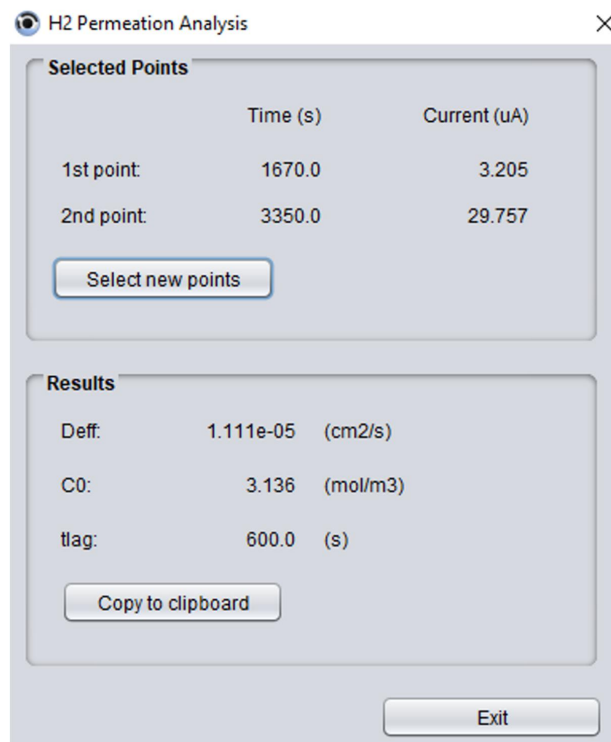 H2 Permeation Analysis
Selected Points
Time (s) Current (uA)
1st point: 1670.0 3.205
2nd point: 3350.0 29.757
Select new points
Results
Deff: 1.111e-05 (cm2/s)
C0: 3.136 (mol/m3)
tlag: 600.0 (s)
Copy to clipboard
Exit